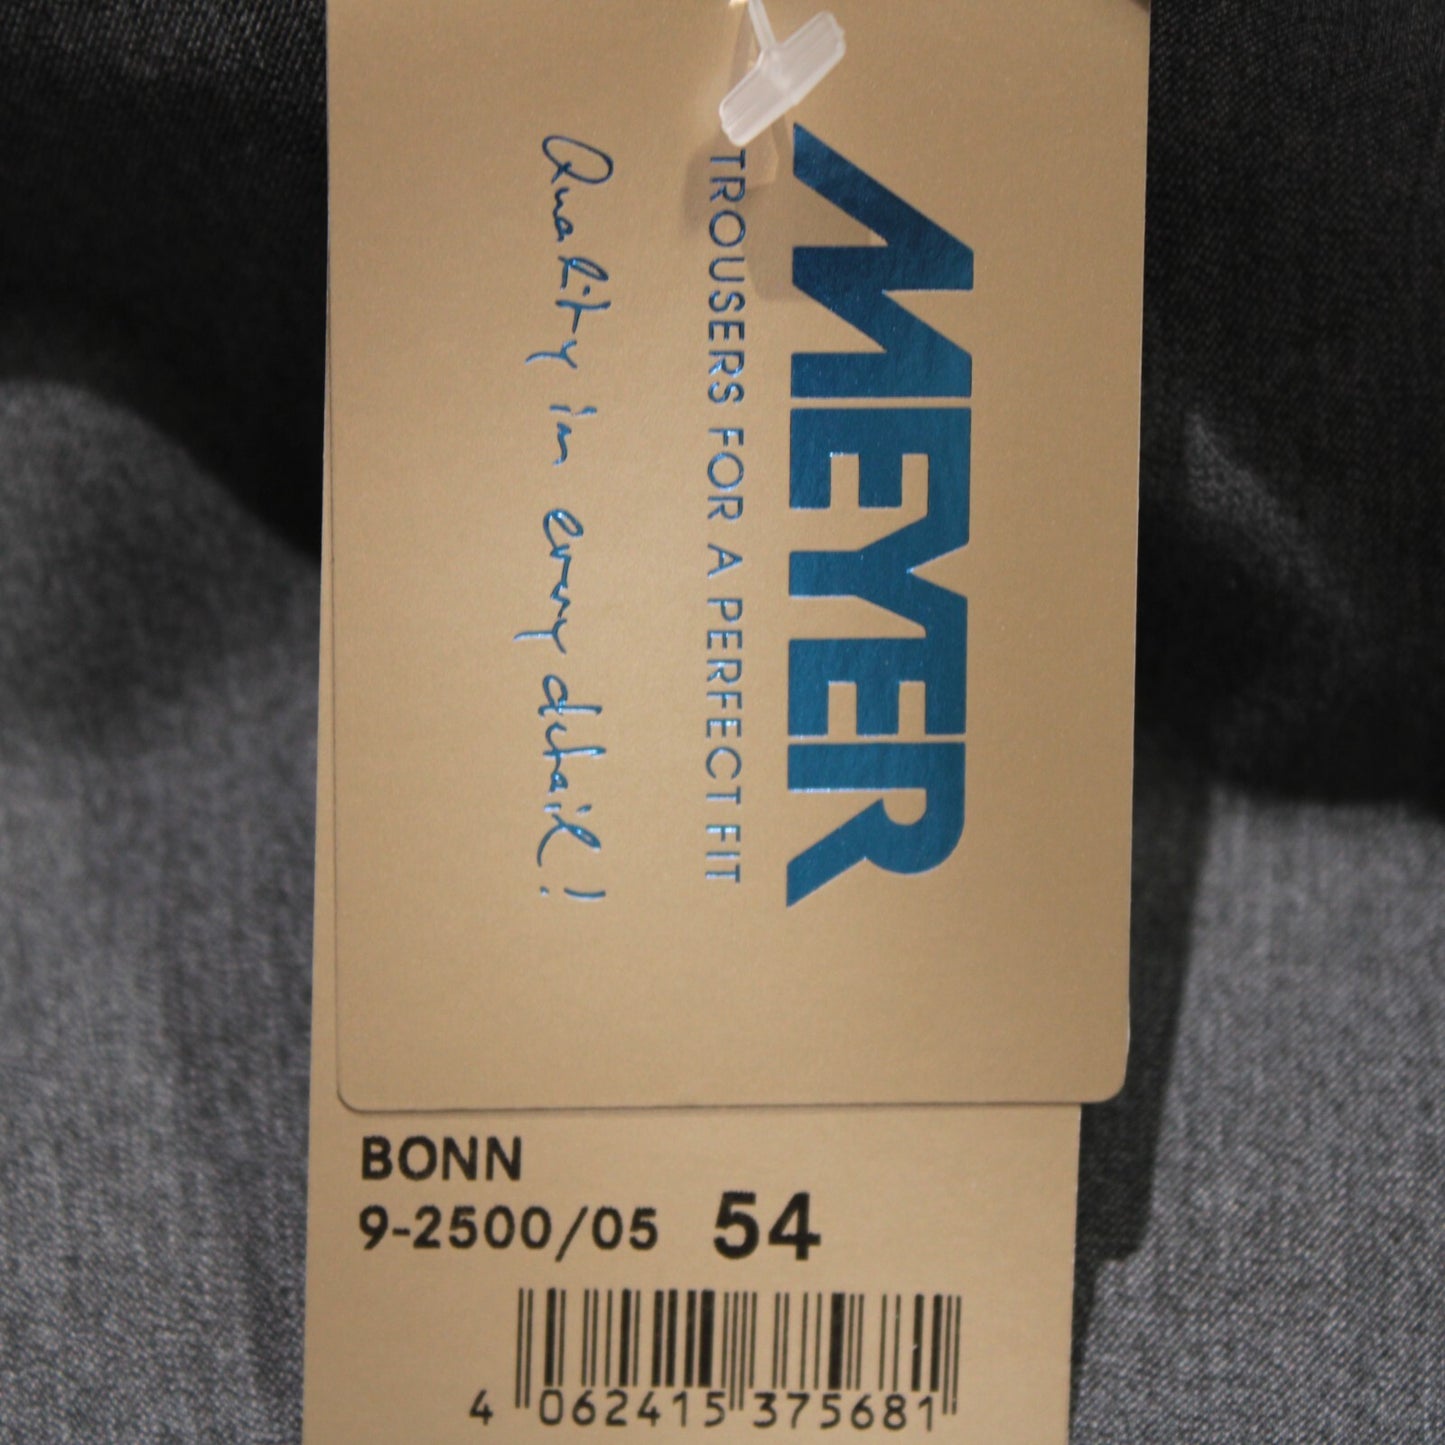 MEYER
TROUSERS FOR A PERFECT FIT
Quality in every detail!
BONN
9-2500/05 54
4 062415 375681